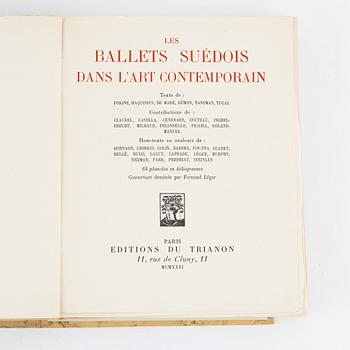 LES
BALLETS SUÉDOIS
DANS L'ART CONTEMPORAIN
Texte de :
FOKINE, HAQUINIUS, DE MARÉ, RÉMON, TANSMAN, TUGAL
Contributions de :
CLAUDEL, CASELLA, CENDRARS, COCTEAU, INGHEL-
BRECHT, MILHAUD, PIRANDELLO, PICABIA, ROLAND-
MANUEL
Hors-texte en couleurs de :
BONNARD, CHIRICO, COLIN, DARDEL, FOUJITA, GLADKY,
HELLÉ, HUGO, LAGUT, LAPRADE, LÉGER, MURPHY,
NERMAN, PARR, PERDRIAT, STEINLEN
64 planches en héliogravure
Couverture dessinée par Fernand Léger
PARIS
EDITIONS DU TRIANON
11, rue de Cluny, 11
MCMXXXI